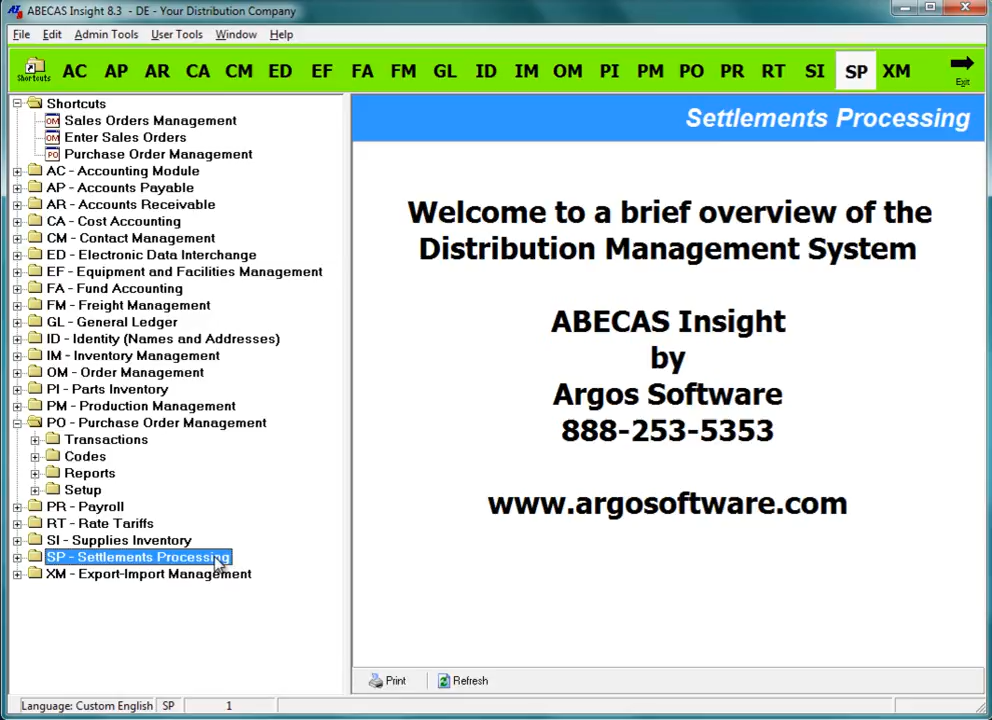 ABECAS Insight 8.3 - DE - Your Distribution Company
File Edit Admin Tools User Tools Window Help
Shortcuts AC AP AR CA CM ED EF FA FM GL ID IM OM PI PM PO PR RT SI SP XM Exit
Shortcuts
OM Sales Orders Management
OM Enter Sales Orders
PO Purchase Order Management
AC - Accounting Module
AP - Accounts Payable
AR - Accounts Receivable
CA - Cost Accounting
CM - Contact Management
ED - Electronic Data Interchange
EF - Equipment and Facilities Management
FA - Fund Accounting
FM - Freight Management
GL - General Ledger
ID - Identity (Names and Addresses)
IM - Inventory Management
OM - Order Management
PI - Parts Inventory
PM - Production Management
PO - Purchase Order Management
Transactions
Codes
Reports
Setup
PR - Payroll
RT - Rate Tariffs
SI - Supplies Inventory
SP - Settlements Processing
XM - Export-Import Management
Settlements Processing
Welcome to a brief overview of the
Distribution Management System
ABECAS Insight
by
Argos Software
888-253-5353
www.argosoftware.com
Print Refresh
Language: Custom English SP 1